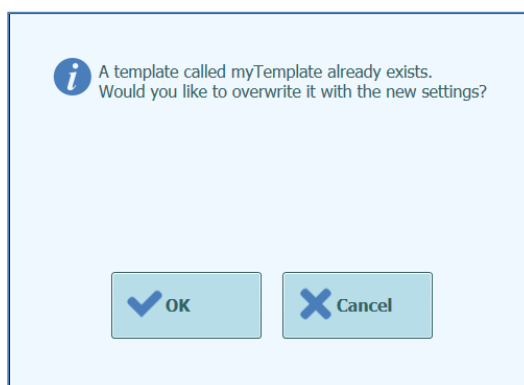 A template called myTemplate already exists.
Would you like to overwrite it with the new settings?
OK
Cancel